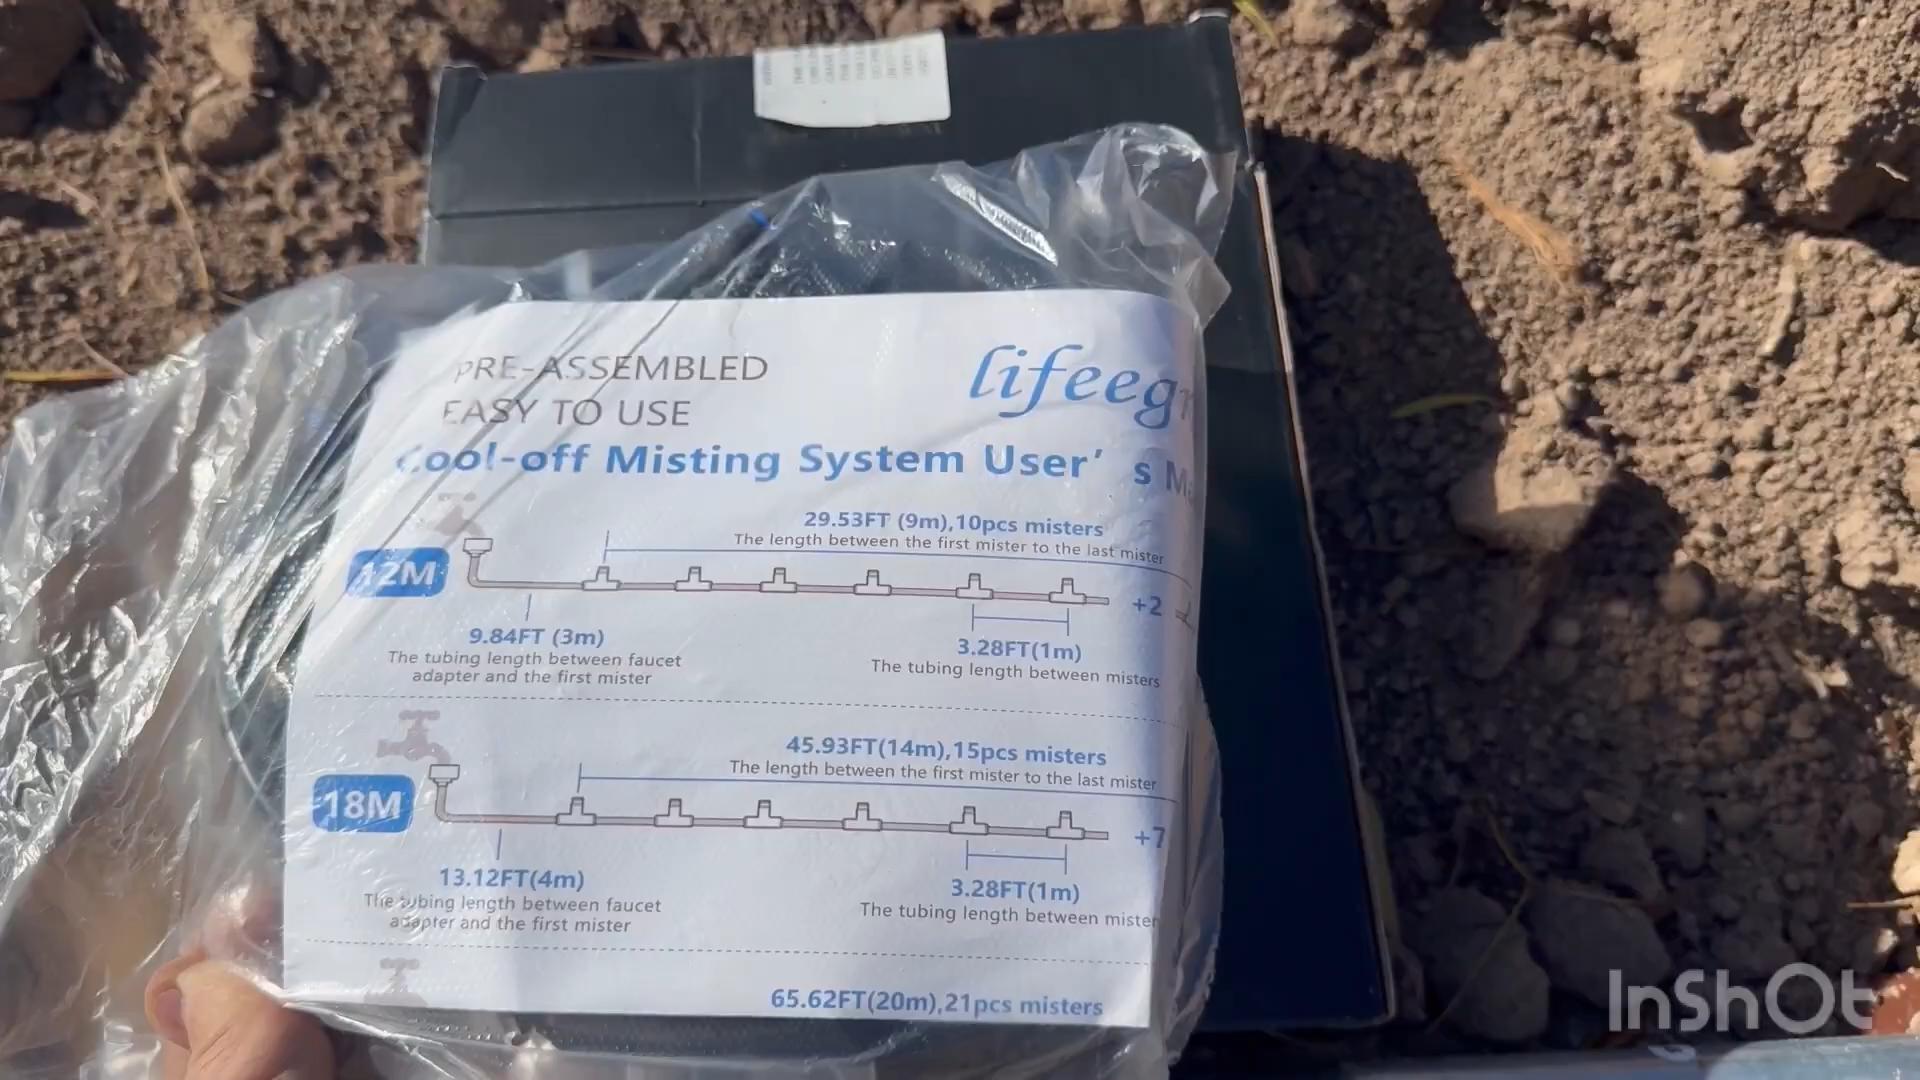 PRE-ASSEMBLED
EASY TO USE
lifeeg
Cool-off Misting System User's M
29.53FT (9m),10pcs misters
The length between the first mister to the last mister
12M
+2
9.84FT (3m)
The tubing length between faucet
adapter and the first mister
3.28FT(1m)
The tubing length between misters
45.93FT(14m),15pcs misters
The length between the first mister to the last mister
18M
+7
13.12FT(4m)
The tubing length between faucet
adapter and the first mister
3.28FT(1m)
The tubing length between mister
65.62FT(20m),21pcs misters
InShOt